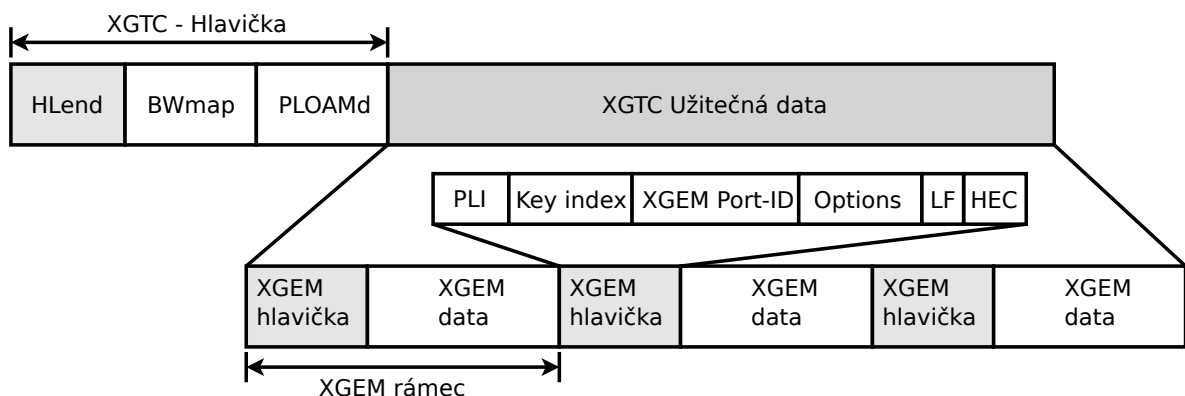 XGTC - Hlavička
HLend BWmap PLOAMd XGTC Užitečná data
PLI Key index XGEM Port-ID Options LF HEC
XGEM hlavička
XGEM data
XGEM hlavička
XGEM data
XGEM hlavička
XGEM data
XGEM rámec